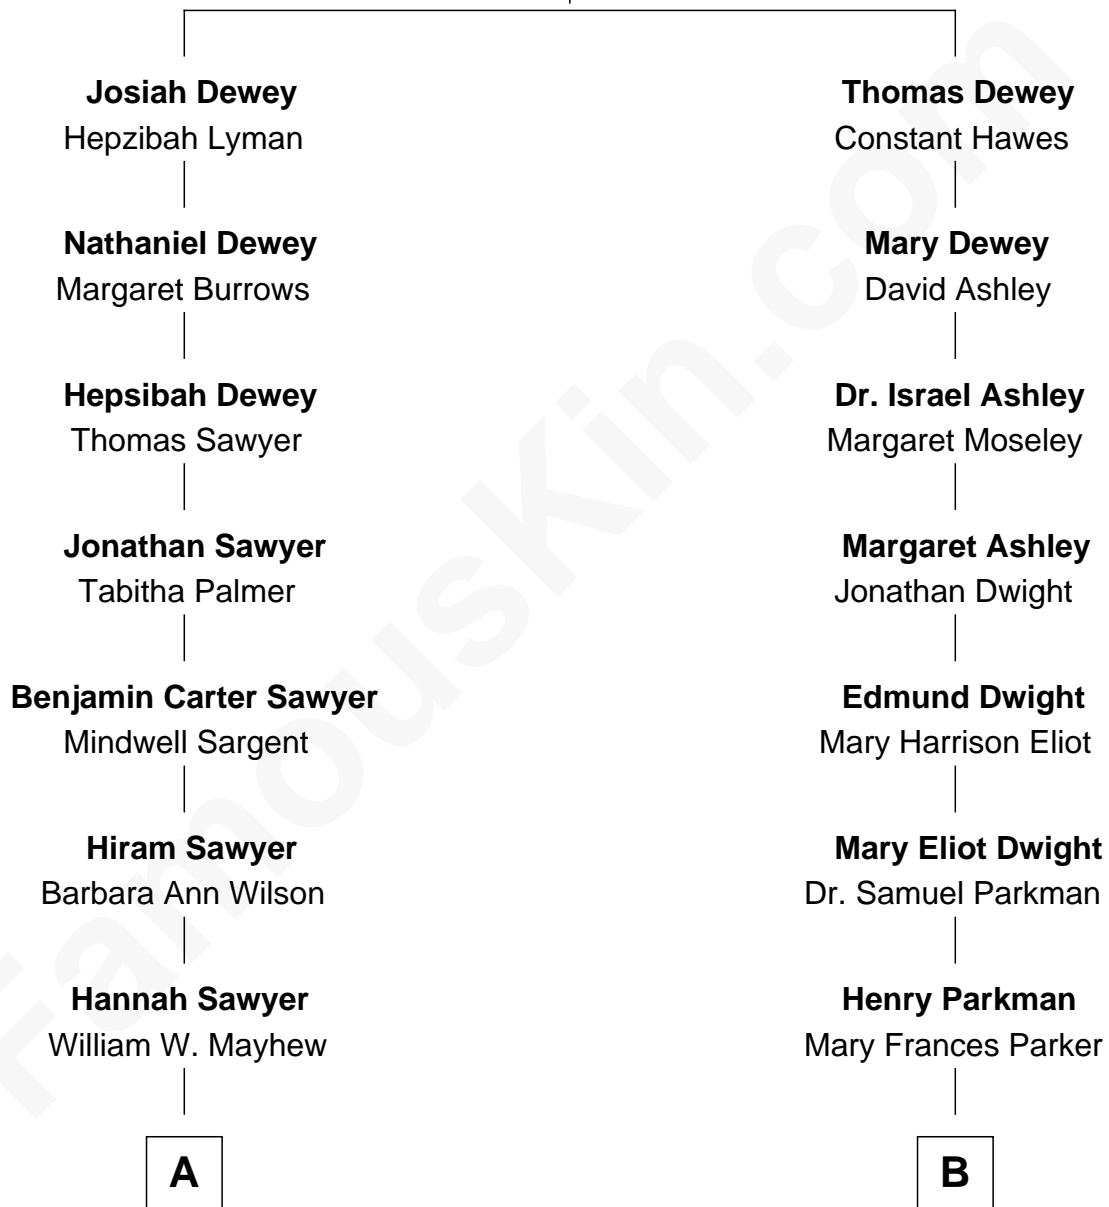 Josiah Dewey
Hepzibah Lyman
Nathaniel Dewey
Margaret Burrows
Hepsibah Dewey
Thomas Sawyer
Jonathan Sawyer
Tabitha Palmer
Benjamin Carter Sawyer
Mindwell Sargent
Hiram Sawyer
Barbara Ann Wilson
Hannah Sawyer
William W. Mayhew
A
Thomas Dewey
Constant Hawes
Mary Dewey
David Ashley
Dr. Israel Ashley
Margaret Moseley
Margaret Ashley
Jonathan Dwight
Edmund Dwight
Mary Harrison Eliot
Mary Eliot Dwight
Dr. Samuel Parkman
Henry Parkman
Mary Frances Parker
B
FamousKin.com